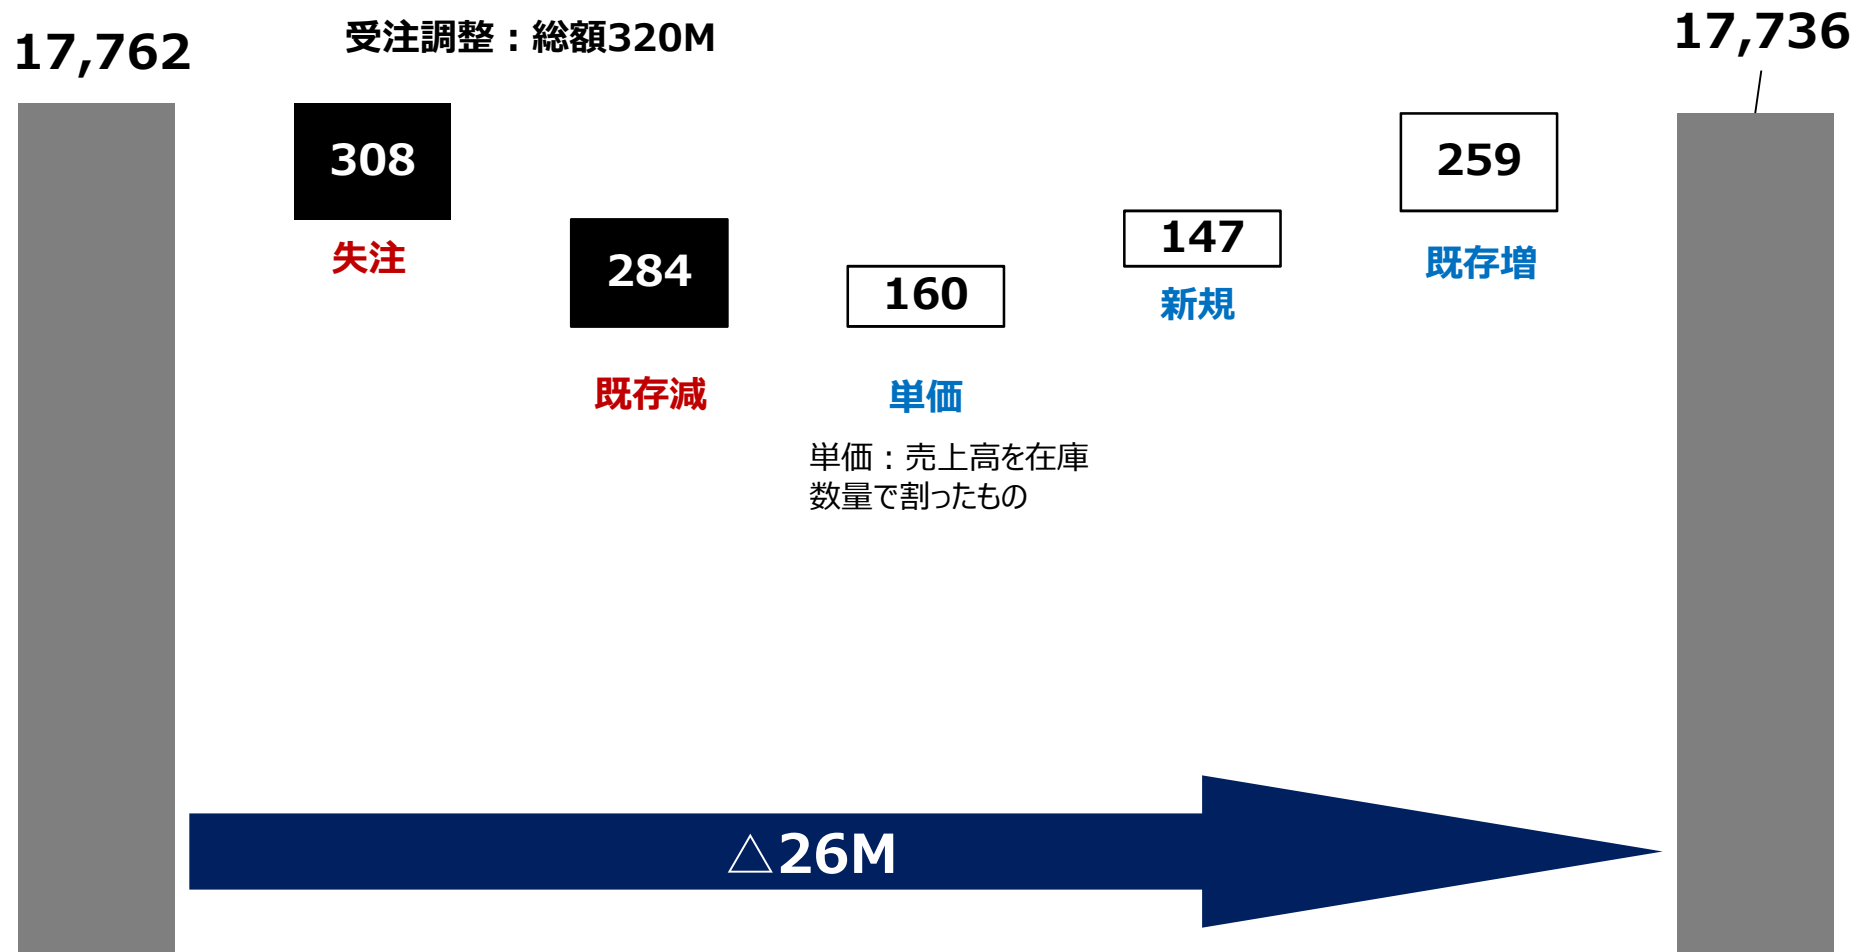 17,762
受注調整：総額320M
17,736
308
失注
284
既存減
160
単価
単価：売上高を在庫
数量で割ったもの
147
新規
259
既存増
△26M